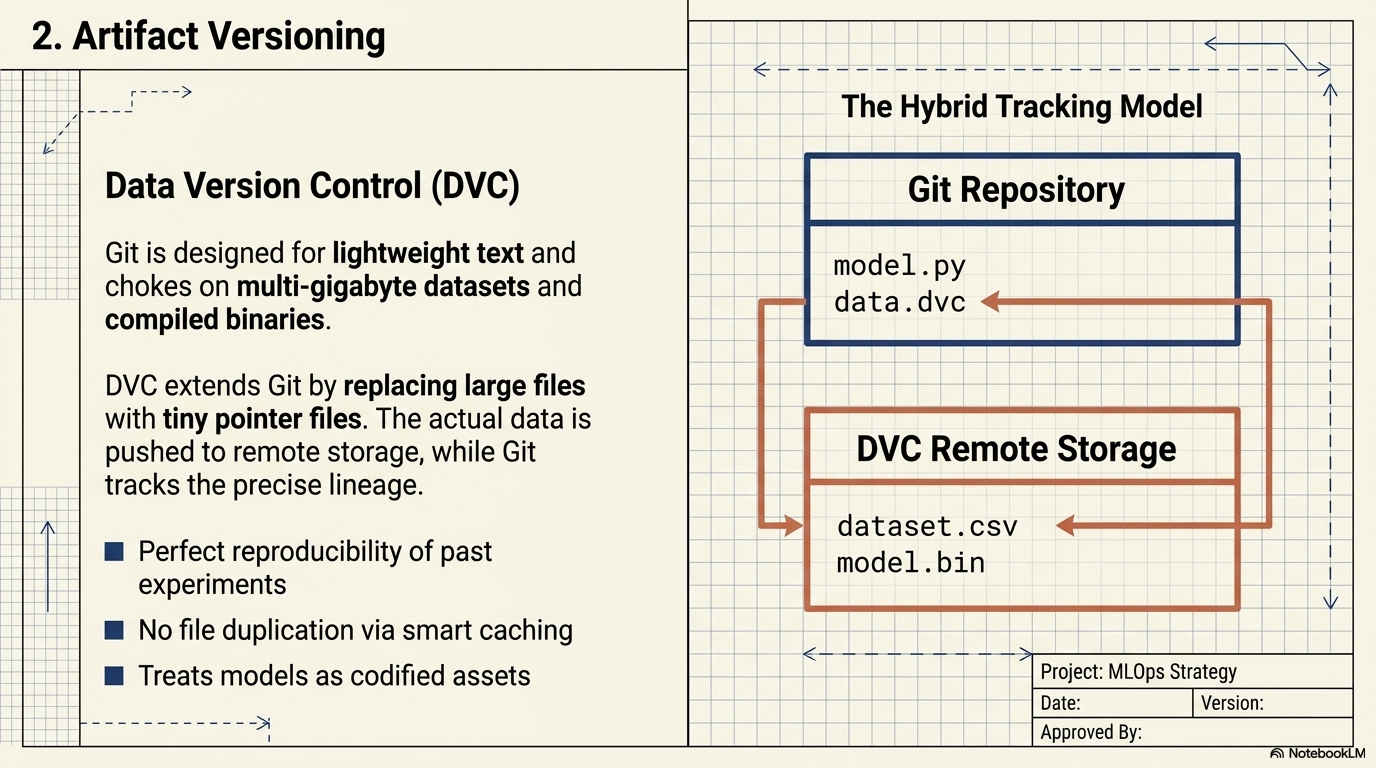 2. Artifact Versioning
Data Version Control (DVC)
Git is designed for lightweight text and
chokes on multi-gigabyte datasets and
compiled binaries.
DVC extends Git by replacing large files
with tiny pointer files. The actual data is
pushed to remote storage, while Git
tracks the precise lineage.
Perfect reproducibility of past
experiments
No file duplication via smart caching
Treats models as codified assets
The Hybrid Tracking Model
Git Repository
model.py
data.dvc
DVC Remote Storage
dataset.csv
model.bin
Project: MLOps Strategy
Date:
Version:
Approved By:
NotebookLM